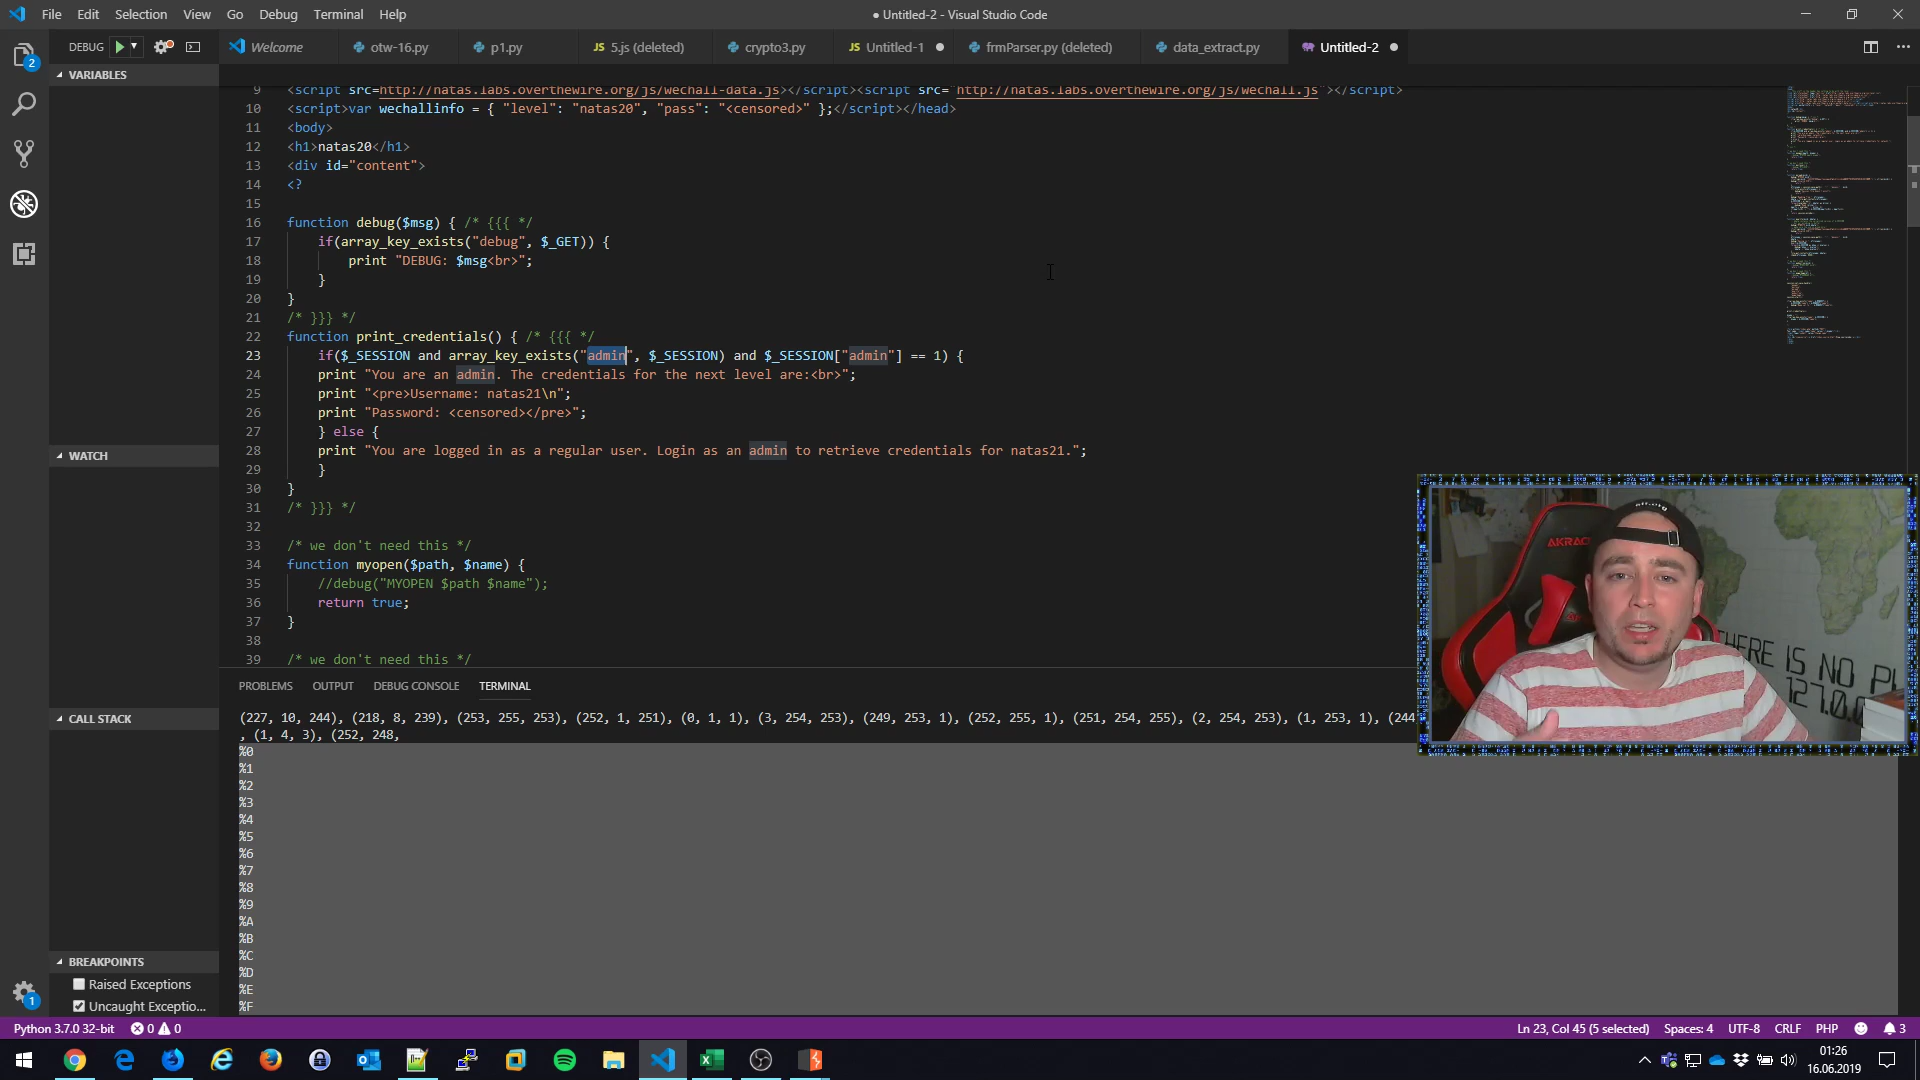 File Edit Selection View Go Debug Terminal Help
● Untitled-2 - Visual Studio Code
2
DEBUG
Welcome
otw-16.py
p1.py
JS 5.js (deleted)
crypto3.py
JS Untitled-1
frmParser.py (deleted)
data_extract.py
Untitled-2
VARIABLES
9 <script src=http://natas.labs.overthewire.org/js/wechall-data.js></script><script src="http://natas.labs.overthewire.org/js/wechall.js"></script>
10 <script>var wechallinfo = { "level": "natas20", "pass": "<censored>" };</script></head>
11 <body>
12 <h1>natas20</h1>
13 <div id="content">
14 <?
15
16 function debug($msg) { /* {{{ */
17 if(array_key_exists("debug", $_GET)) {
18 print "DEBUG: $msg<br>";
19 }
20 }
21 /* }}} */
22 function print_credentials() { /* {{{ */
23 if($_SESSION and array_key_exists("admin", $_SESSION) and $_SESSION["admin"] == 1) {
24 print "You are an admin. The credentials for the next level are:<br>";
25 print "<pre>Username: natas21\n";
26 print "Password: <censored></pre>";
27 } else {
28 print "You are logged in as a regular user. Login as an admin to retrieve credentials for natas21.";
29 }
30 }
31 /* }}} */
32
33 /* we don't need this */
34 function myopen($path, $name) {
35 //debug("MYOPEN $path $name");
36 return true;
37 }
38
39 /* we don't need this */
WATCH
CALL STACK
BREAKPOINTS
Raised Exceptions
Uncaught Exceptio...
PROBLEMS OUTPUT DEBUG CONSOLE TERMINAL
(227, 10, 244), (218, 8, 239), (253, 255, 253), (252, 1, 251), (0, 1, 1), (3, 254, 253), (249, 253, 1), (252, 255, 1), (251, 254, 255), (2, 254, 253), (1, 253, 1), (244
, (1, 4, 3), (252, 248,
%0
%1
%2
%3
%4
%5
%6
%7
%8
%9
%A
%B
%C
%D
%E
%F
AKRAC
HERE IS NO PL
127.0.0
1
Python 3.7.0 32-bit 0 0
Ln 23, Col 45 (5 selected) Spaces: 4 UTF-8 CRLF PHP 3
01:26
16.06.2019